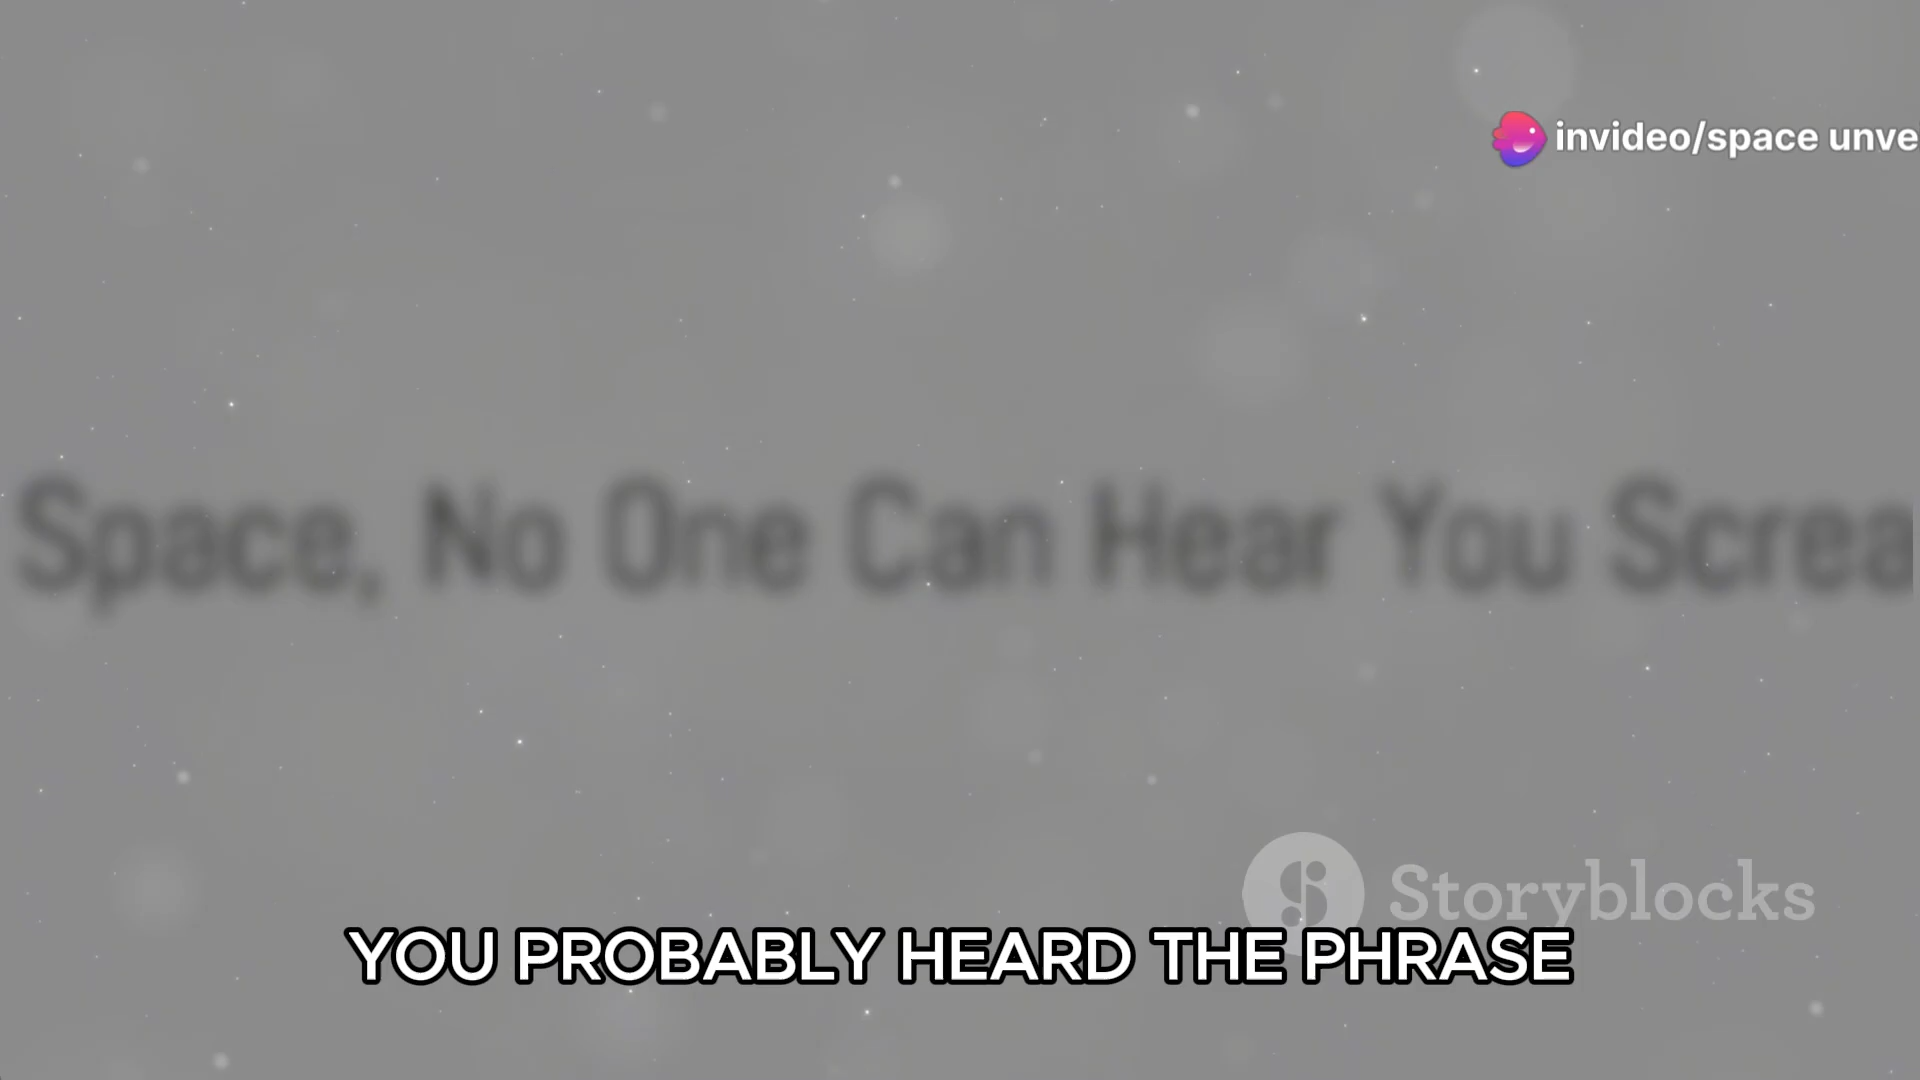 invideo/space unve
Space, No One Can Hear You Screa
Storyblocks
YOU PROBABLY HEARD THE PHRASE